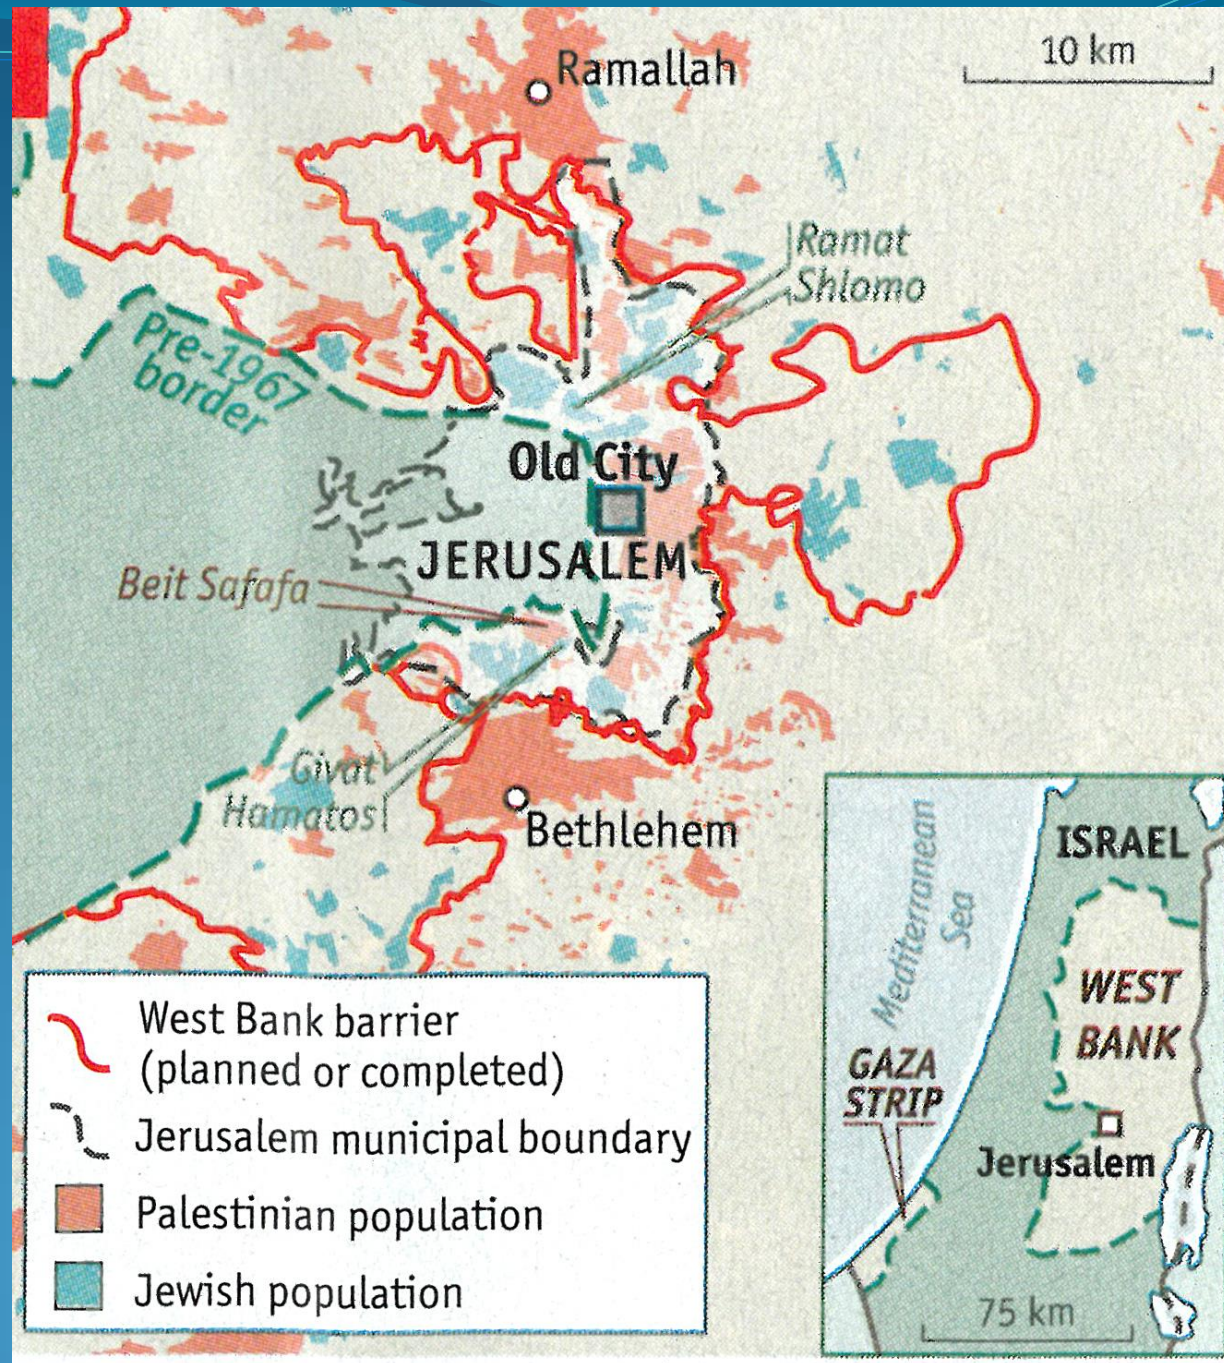 Ramallah
10 km
Ramat
Shlomo
Pre-1967
border
Old City
JERUSALEM
Beit Safafa
Givat
Hamatos
Bethlehem
West Bank barrier
(planned or completed)
Jerusalem municipal boundary
Palestinian population
Jewish population
Mediterranean
Sea
ISRAEL
WEST
BANK
GAZA
STRIP
Jerusalem
75 km